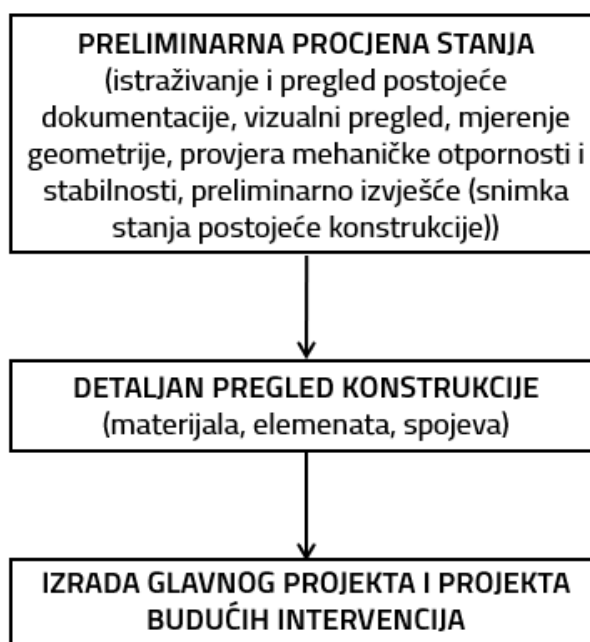 PRELIMINARNA PROCJENA STANJA
(istraživanje i pregled postojeće
dokumentacije, vizualni pregled, mjerenje
geometrije, provjera mehaničke otpornosti i
stabilnosti, preliminarno izvješće (snimka
stanja postojeće konstrukcije))
DETALJAN PREGLED KONSTRUKCIJE
(materijala, elemenata, spojeva)
IZRADA GLAVNOG PROJEKTA I PROJEKTA
BUDUĆIH INTERVENCIJA